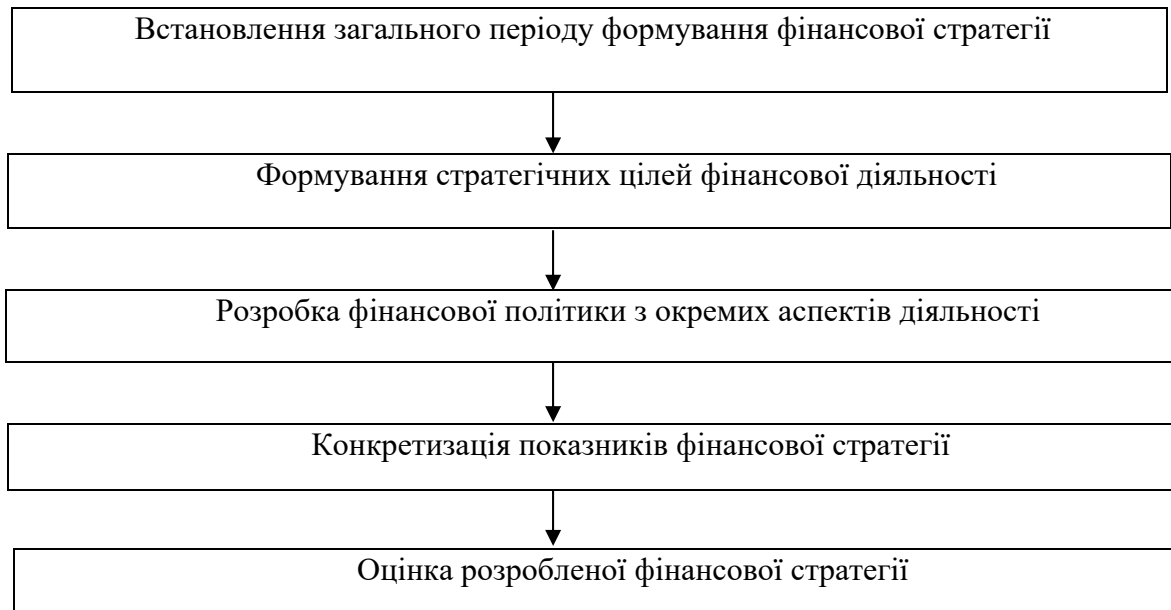 Встановлення загального періоду формування фінансової стратегії
Формування стратегічних цілей фінансової діяльності
Розробка фінансової політики з окремих аспектів діяльності
Конкретизація показників фінансової стратегії
Оцінка розробленої фінансової стратегії